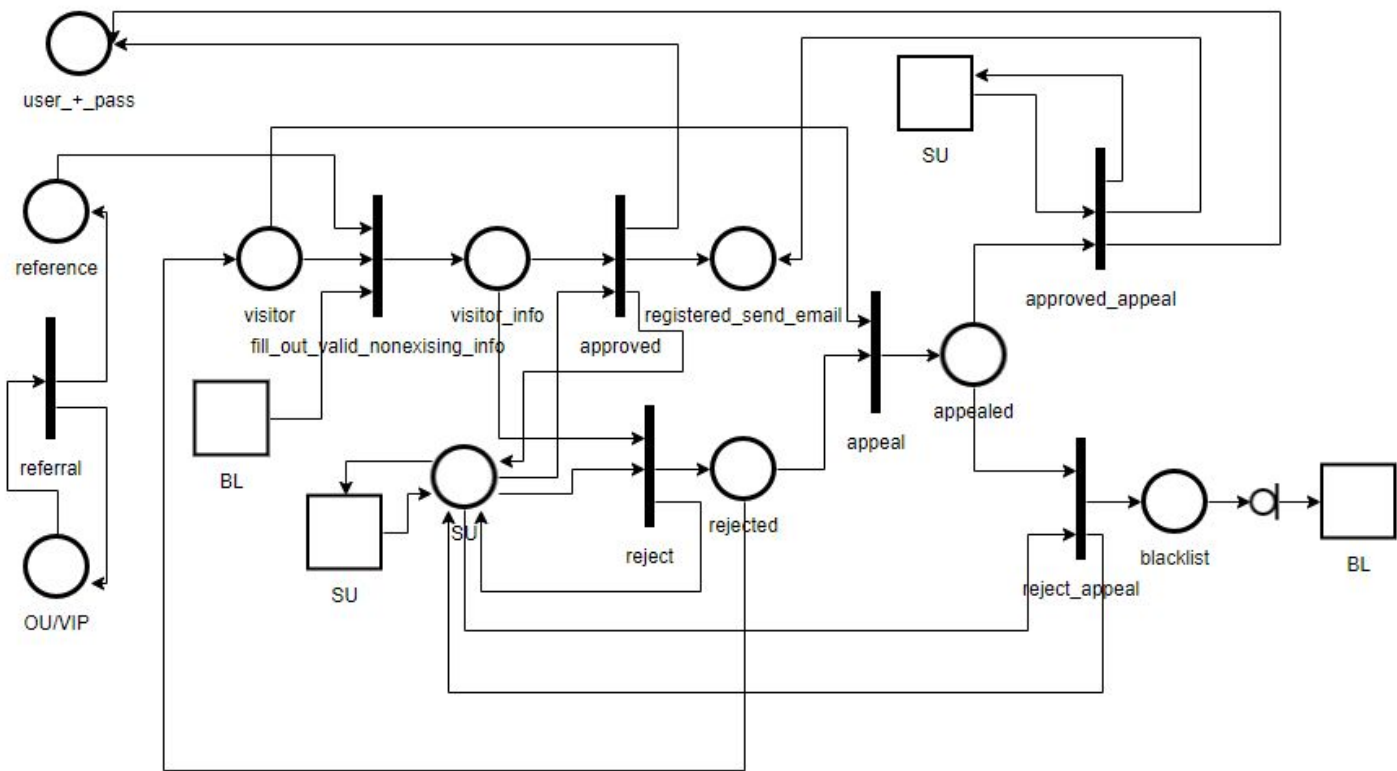 user_+_pass
SU
reference
approved_appeal
visitor
visitor_info
registered_send_email
fill_out_valid_nonexising_info
approved
appealed
appeal
referral
BL
SU
rejected
reject
blacklist
BL
SU
reject_appeal
OU/VIP